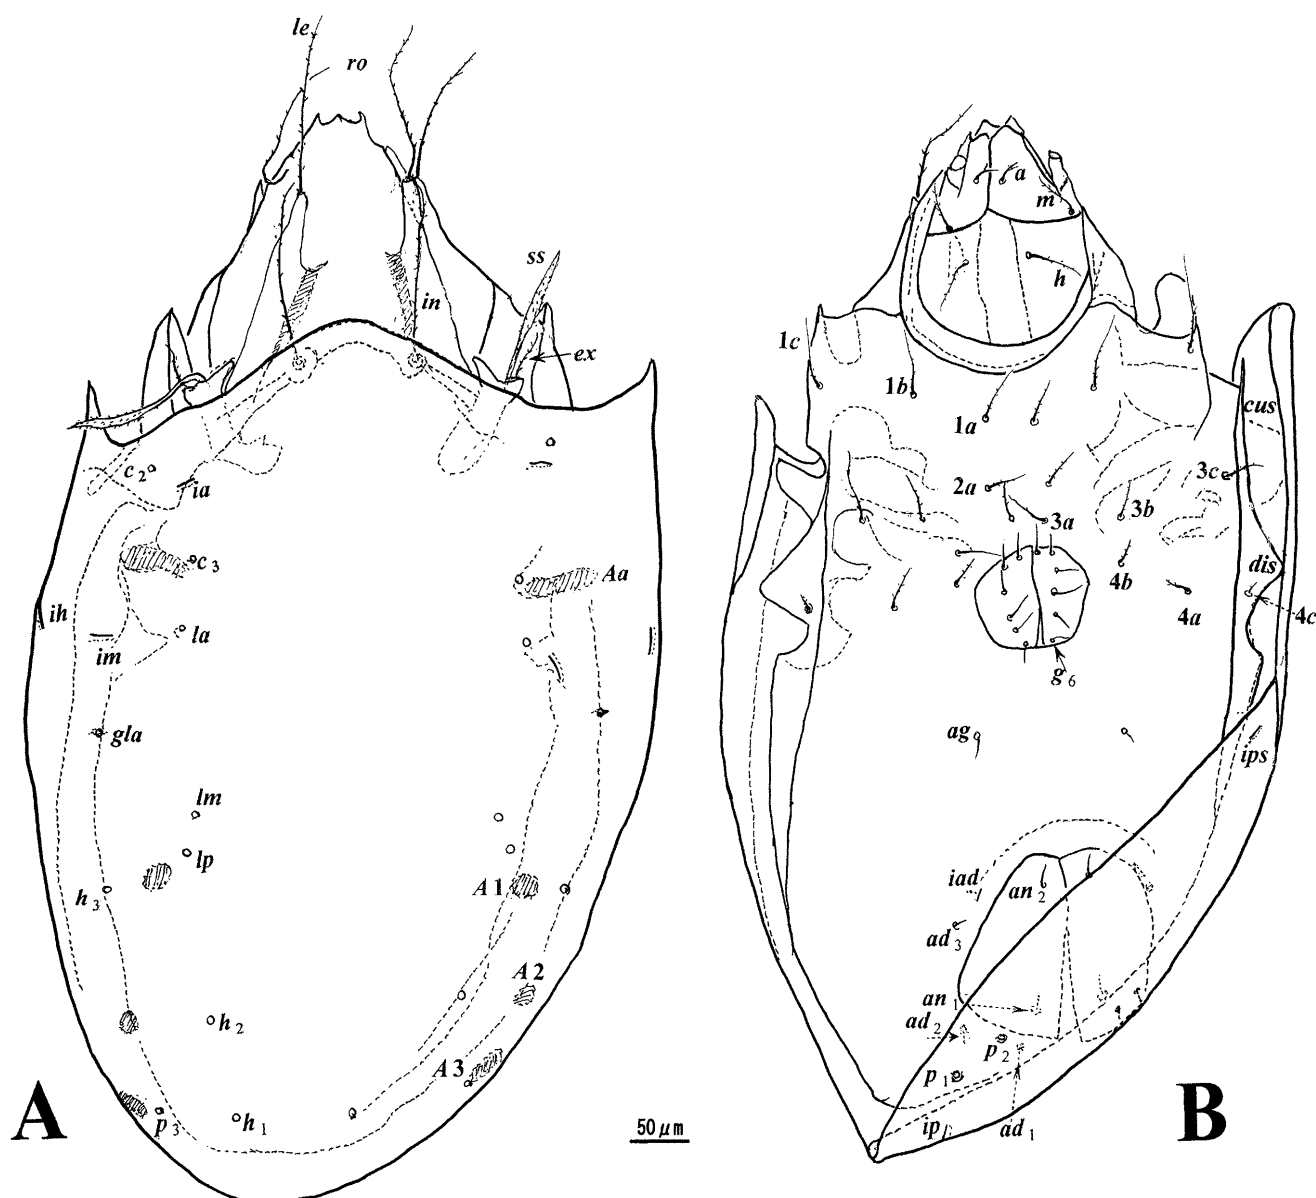 le
ro
ss
in
ex
c2
ia
c3
Aa
ih
la
im
gla
lm
lp
h3
A1
A2
h2
A3
p3
h1
A
50 μm
a
m
h
1c
1b
1a
cus
2a
3c
3a
3b
dis
4b
4a
4c
g6
ag
ips
iad
an2
ad3
an1
ad2
p2
p1
ip
ad1
B